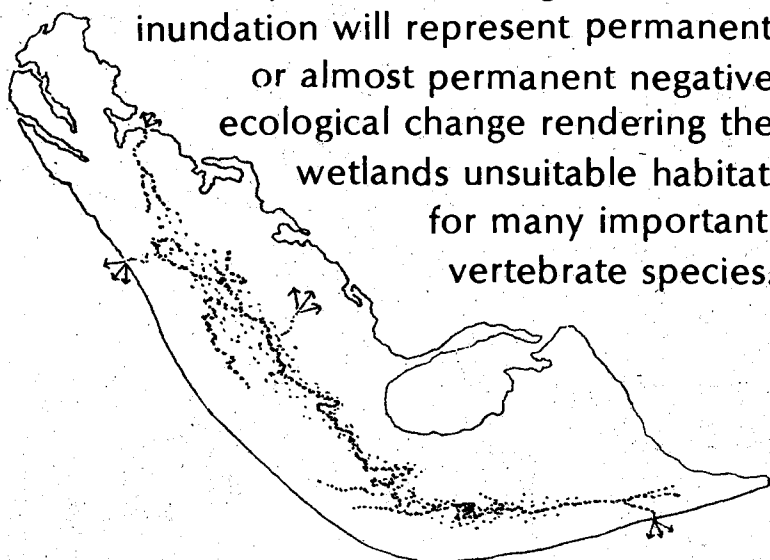 inundation will represent permanent
or almost permanent negative
ecological change rendering the
wetlands unsuitable habitat
for many important
vertebrate species.